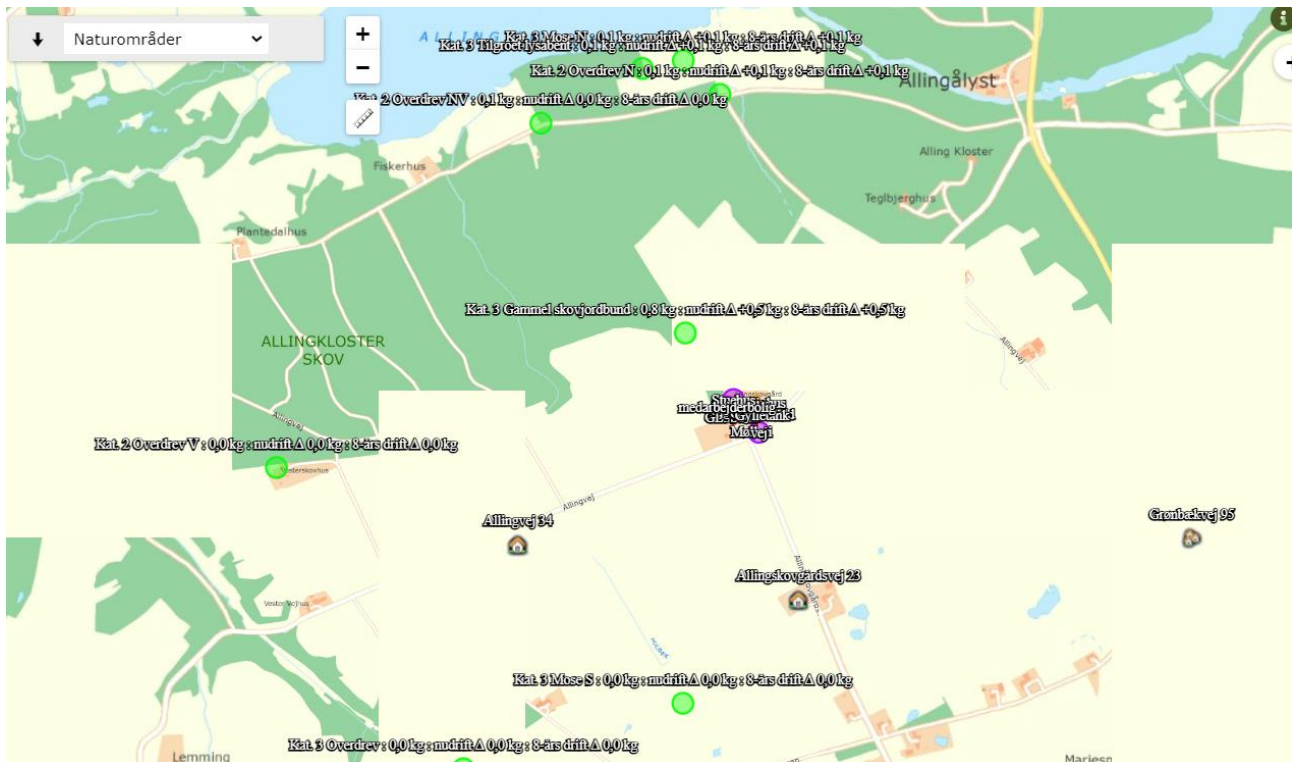 Naturområder
+
−
i
Kat. 3 Mose N : 0,1 kg : nudrift Δ +0,1 kg : 8-års drift Δ +0,1 kg
Kat. 3 Tilgroet lysåbent : 0,1 kg : nudrift Δ +0,1 kg : 8-års drift Δ +0,1 kg
Kat. 2 Overdrev N : 0,1 kg : nudrift Δ +0,1 kg : 8-års drift Δ +0,1 kg
Allingålyst
Kat. 2 Overdrev NV : 0,1 kg : nudrift Δ 0,0 kg : 8-års drift Δ 0,0 kg
Alling Kloster
Fiskerhus
Teglbjerghus
Plantedalhus
Kat. 3 Gammel skovjordbund : 0,8 kg : nudrift Δ +0,5 kg : 8-års drift Δ +0,5 kg
ALLINGKLOSTER
SKOV
Allingvej
medarbejderbolig
Allingvej
Kat. 2 Overdrev V : 0,0 kg : nudrift Δ 0,0 kg : 8-års drift Δ 0,0 kg
Vesterskovhus
Allingvej
Allingvej 34
Grønbækvej 95
Allingskovgårdsvej 23
Vester Vejhus
Kat. 3 Mose S : 0,0 kg : nudrift Δ 0,0 kg : 8-års drift Δ 0,0 kg
Kat. 3 Overdrev : 0,0 kg : nudrift Δ 0,0 kg : 8-års drift Δ 0,0 kg
Lemming